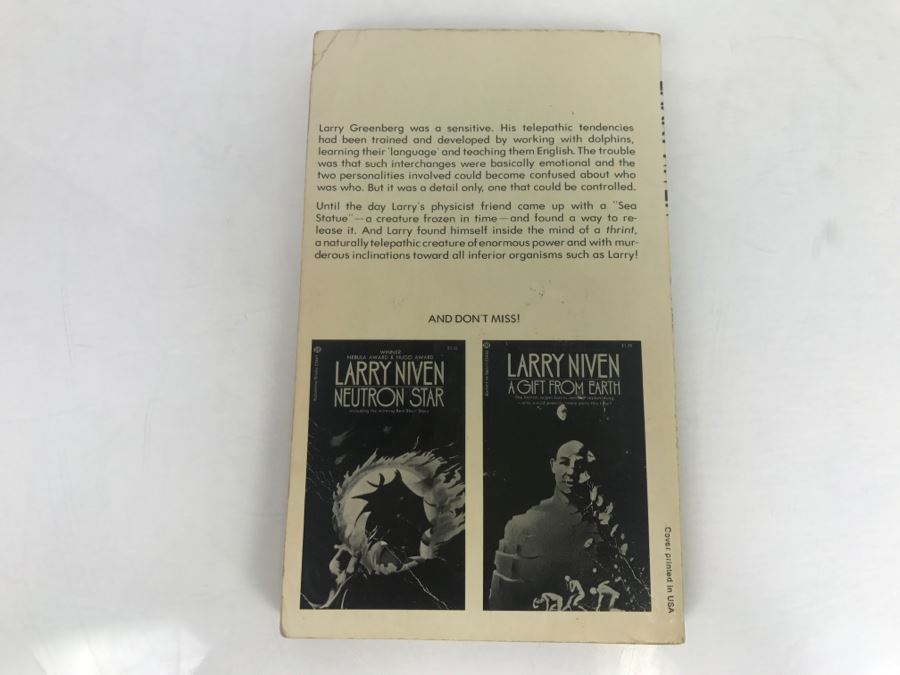 Larry Greenberg was a sensitive. His telepathic tendencies
had been trained and developed by working with dolphins,
learning their 'language' and teaching them English. The trouble
was that such interchanges were basically emotional and the
two personalities involved could become confused about who
was who. But it was a detail only, one that could be controlled.
Until the day Larry's physicist friend came up with a "Sea
Statue"—a creature frozen in time—and found a way to re-
lease it. And Larry found himself inside the mind of a thrint,
a naturally telepathic creature of enormous power and with mur-
derous inclinations toward all inferior organisms such as Larry!
AND DON'T MISS!
WINNER
NEBULA AWARD & HUGO AWARD
LARRY NIVEN
NEUTRON STAR
including the winning Best Short Story
LARRY NIVEN
A GIFT FROM EARTH
Cover printed in USA